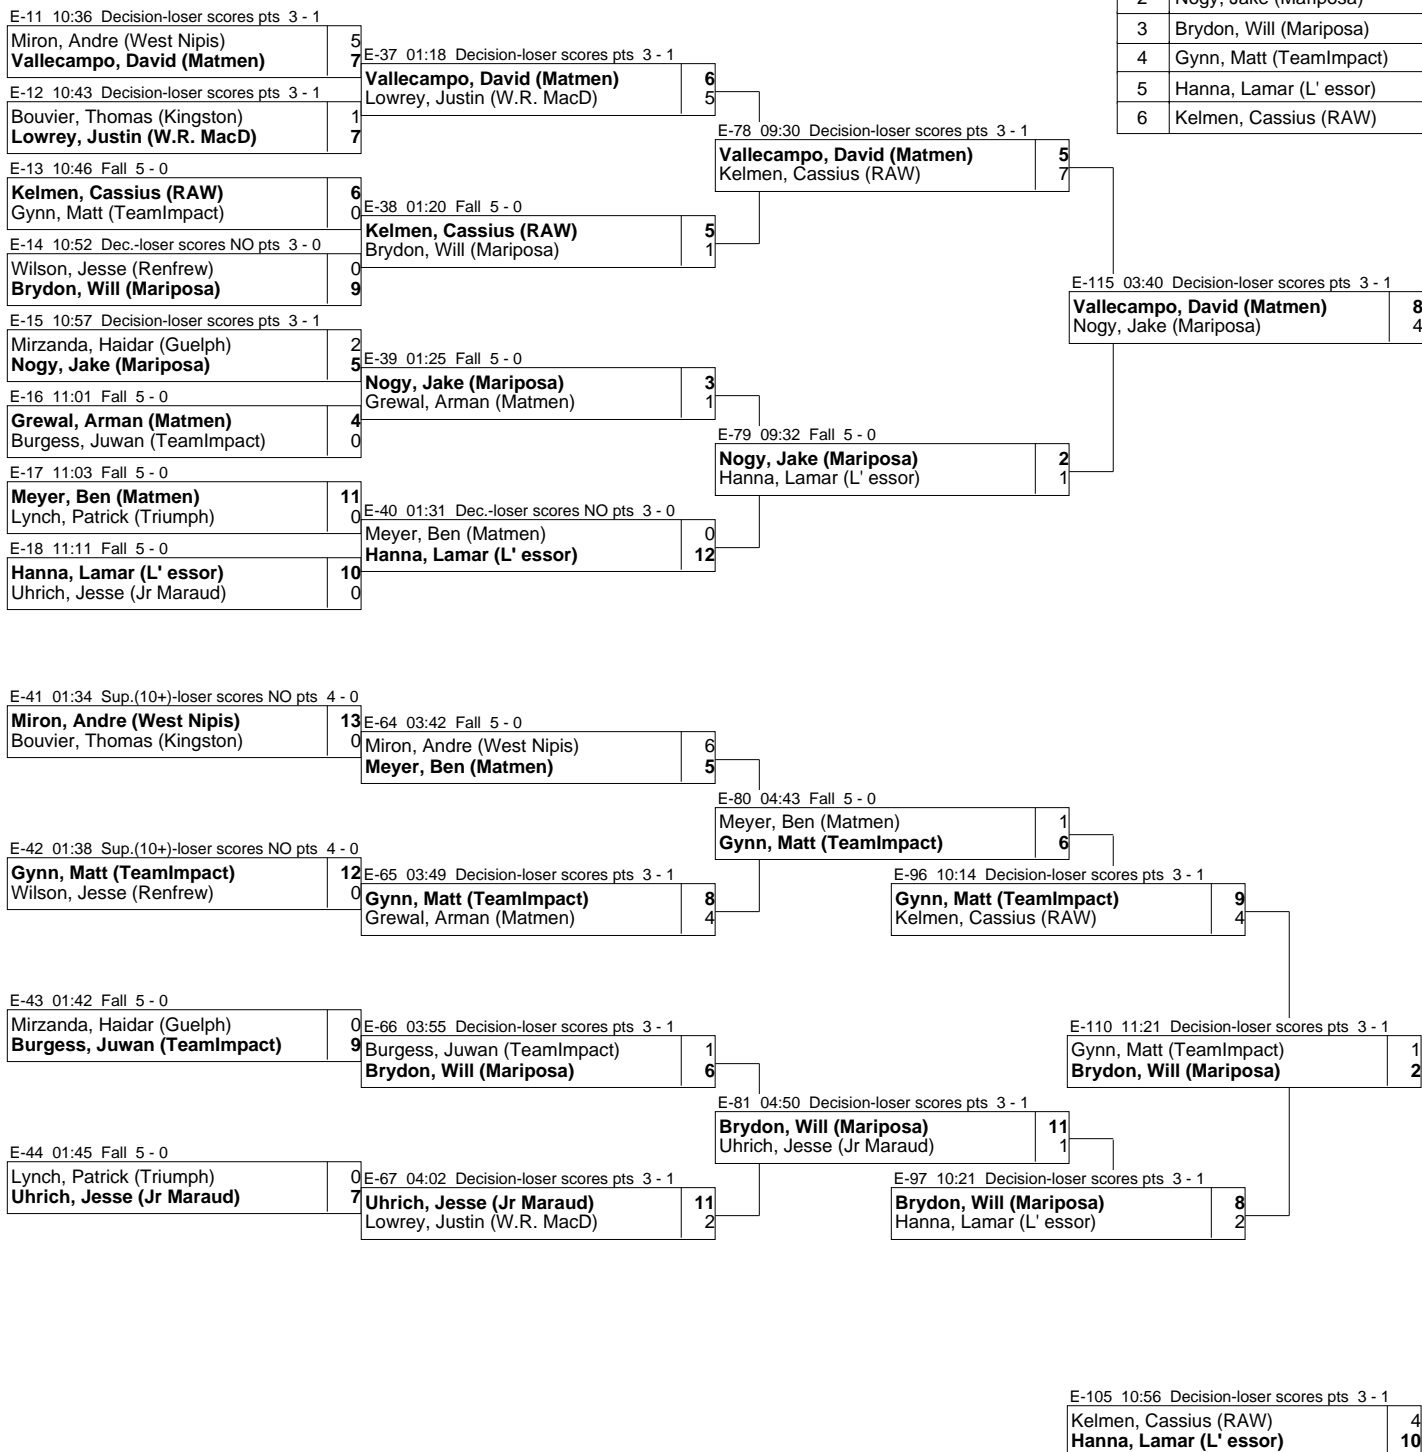 2 Nogy, Jake (Mariposa)
3 Brydon, Will (Mariposa)
4 Gynn, Matt (TeamImpact)
5 Hanna, Lamar (L' essor)
6 Kelmen, Cassius (RAW)
E-11 10:36 Decision-loser scores pts 3 - 1
Miron, Andre (West Nipis) 5
Vallecampo, David (Matmen) 7
E-12 10:43 Decision-loser scores pts 3 - 1
Bouvier, Thomas (Kingston) 1
Lowrey, Justin (W.R. MacD) 7
E-13 10:46 Fall 5 - 0
Kelmen, Cassius (RAW) 6
Gynn, Matt (TeamImpact) 0
E-14 10:52 Dec.-loser scores NO pts 3 - 0
Wilson, Jesse (Renfrew) 0
Brydon, Will (Mariposa) 9
E-15 10:57 Decision-loser scores pts 3 - 1
Mirzanda, Haidar (Guelph) 2
Nogy, Jake (Mariposa) 5
E-16 11:01 Fall 5 - 0
Grewal, Arman (Matmen) 4
Burgess, Juwan (TeamImpact) 0
E-17 11:03 Fall 5 - 0
Meyer, Ben (Matmen) 11
Lynch, Patrick (Triumph) 0
E-18 11:11 Fall 5 - 0
Hanna, Lamar (L' essor) 10
Uhrich, Jesse (Jr Maraud) 0
E-37 01:18 Decision-loser scores pts 3 - 1
Vallecampo, David (Matmen) 6
Lowrey, Justin (W.R. MacD) 5
E-38 01:20 Fall 5 - 0
Kelmen, Cassius (RAW) 5
Brydon, Will (Mariposa) 1
E-39 01:25 Fall 5 - 0
Nogy, Jake (Mariposa) 3
Grewal, Arman (Matmen) 1
E-40 01:31 Dec.-loser scores NO pts 3 - 0
Meyer, Ben (Matmen) 0
Hanna, Lamar (L' essor) 12
E-78 09:30 Decision-loser scores pts 3 - 1
Vallecampo, David (Matmen) 5
Kelmen, Cassius (RAW) 7
E-79 09:32 Fall 5 - 0
Nogy, Jake (Mariposa) 2
Hanna, Lamar (L' essor) 1
E-115 03:40 Decision-loser scores pts 3 - 1
Vallecampo, David (Matmen) 8
Nogy, Jake (Mariposa) 4
E-41 01:34 Sup.(10+)-loser scores NO pts 4 - 0
Miron, Andre (West Nipis) 13
Bouvier, Thomas (Kingston) 0
E-42 01:38 Sup.(10+)-loser scores NO pts 4 - 0
Gynn, Matt (TeamImpact) 12
Wilson, Jesse (Renfrew) 0
E-43 01:42 Fall 5 - 0
Mirzanda, Haidar (Guelph) 0
Burgess, Juwan (TeamImpact) 9
E-44 01:45 Fall 5 - 0
Lynch, Patrick (Triumph) 0
Uhrich, Jesse (Jr Maraud) 7
E-64 03:42 Fall 5 - 0
Miron, Andre (West Nipis) 6
Meyer, Ben (Matmen) 5
E-65 03:49 Decision-loser scores pts 3 - 1
Gynn, Matt (TeamImpact) 8
Grewal, Arman (Matmen) 4
E-66 03:55 Decision-loser scores pts 3 - 1
Burgess, Juwan (TeamImpact) 1
Brydon, Will (Mariposa) 6
E-67 04:02 Decision-loser scores pts 3 - 1
Uhrich, Jesse (Jr Maraud) 11
Lowrey, Justin (W.R. MacD) 2
E-80 04:43 Fall 5 - 0
Meyer, Ben (Matmen) 1
Gynn, Matt (TeamImpact) 6
E-81 04:50 Decision-loser scores pts 3 - 1
Brydon, Will (Mariposa) 11
Uhrich, Jesse (Jr Maraud) 1
E-96 10:14 Decision-loser scores pts 3 - 1
Gynn, Matt (TeamImpact) 9
Kelmen, Cassius (RAW) 4
E-97 10:21 Decision-loser scores pts 3 - 1
Brydon, Will (Mariposa) 8
Hanna, Lamar (L' essor) 2
E-110 11:21 Decision-loser scores pts 3 - 1
Gynn, Matt (TeamImpact) 1
Brydon, Will (Mariposa) 2
E-105 10:56 Decision-loser scores pts 3 - 1
Kelmen, Cassius (RAW) 4
Hanna, Lamar (L' essor) 10